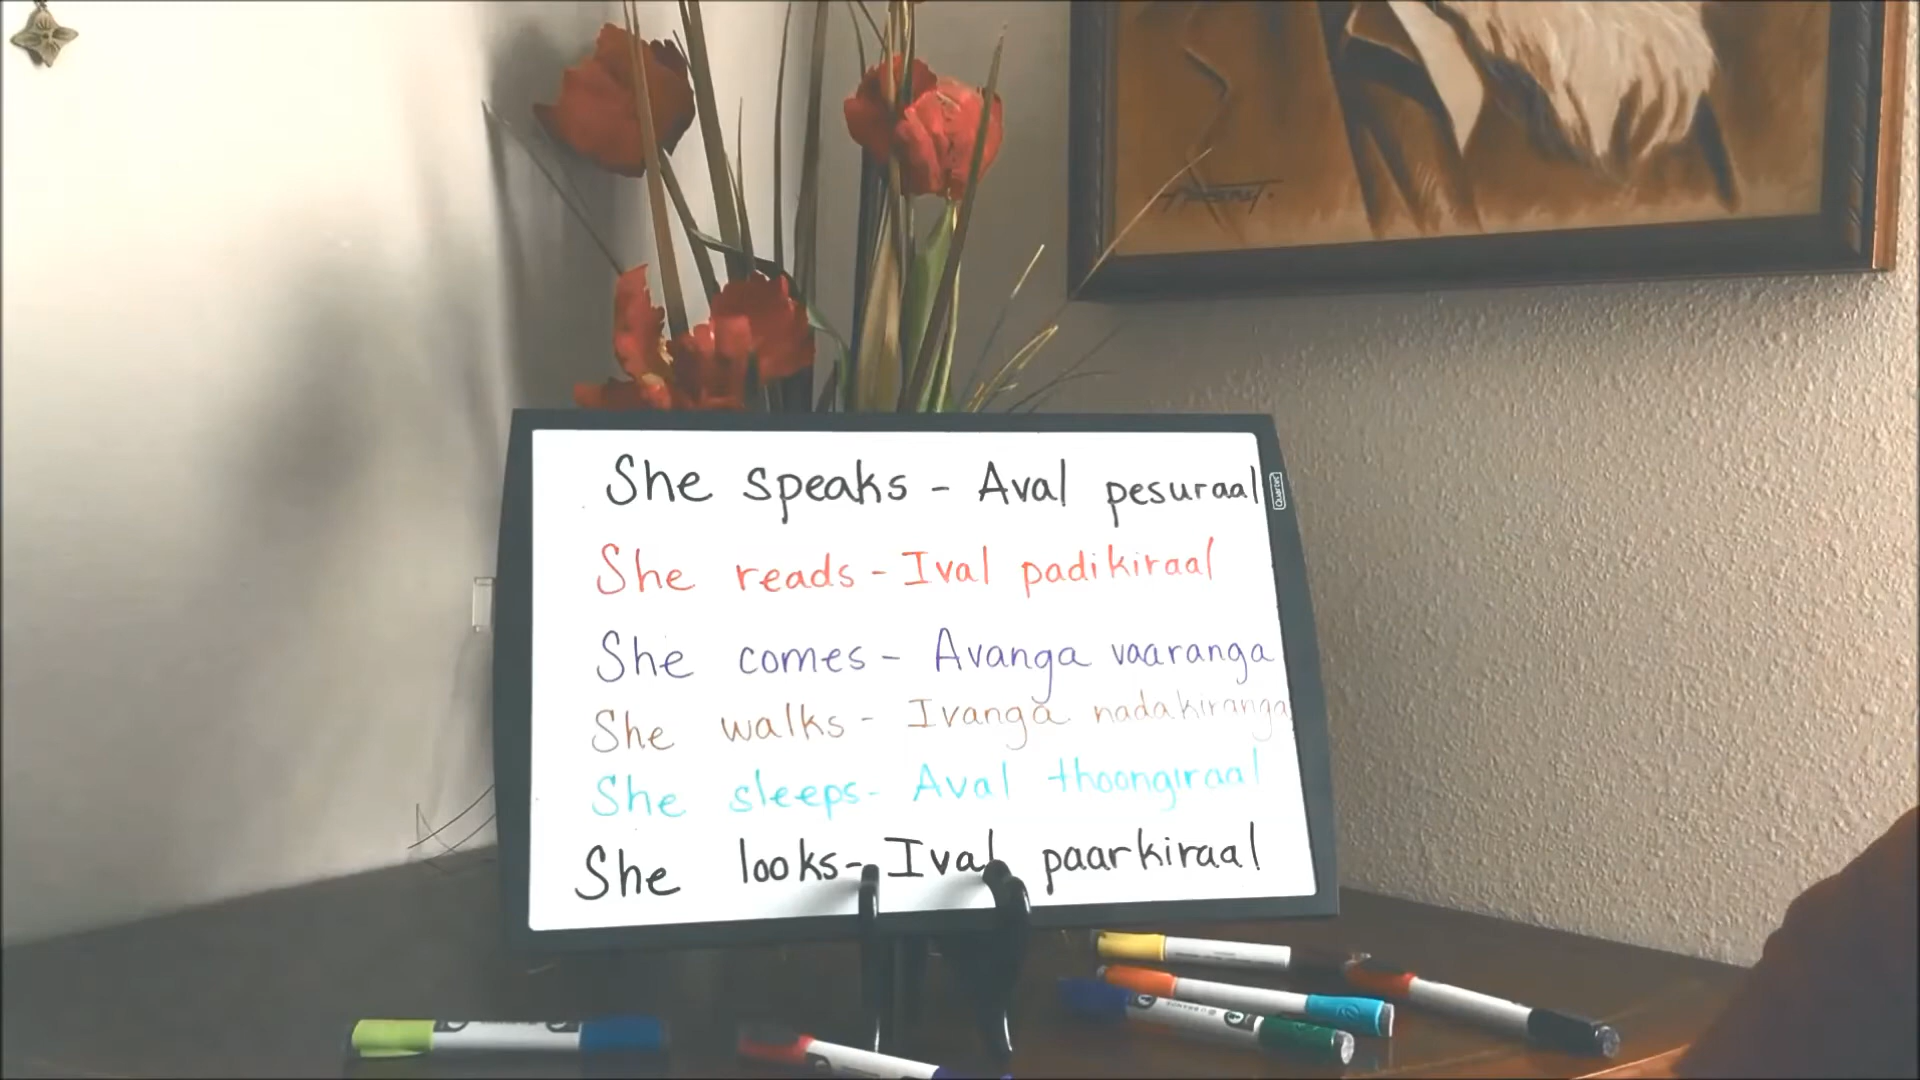 She speaks - Aval pesuraal
She reads - Ival padikiraal
She comes - Avanga vaaranga
She walks - Ivanga nadakiranga
She sleeps - Aval thoongiraal
She looks - Ival paarkiraal
Quartet